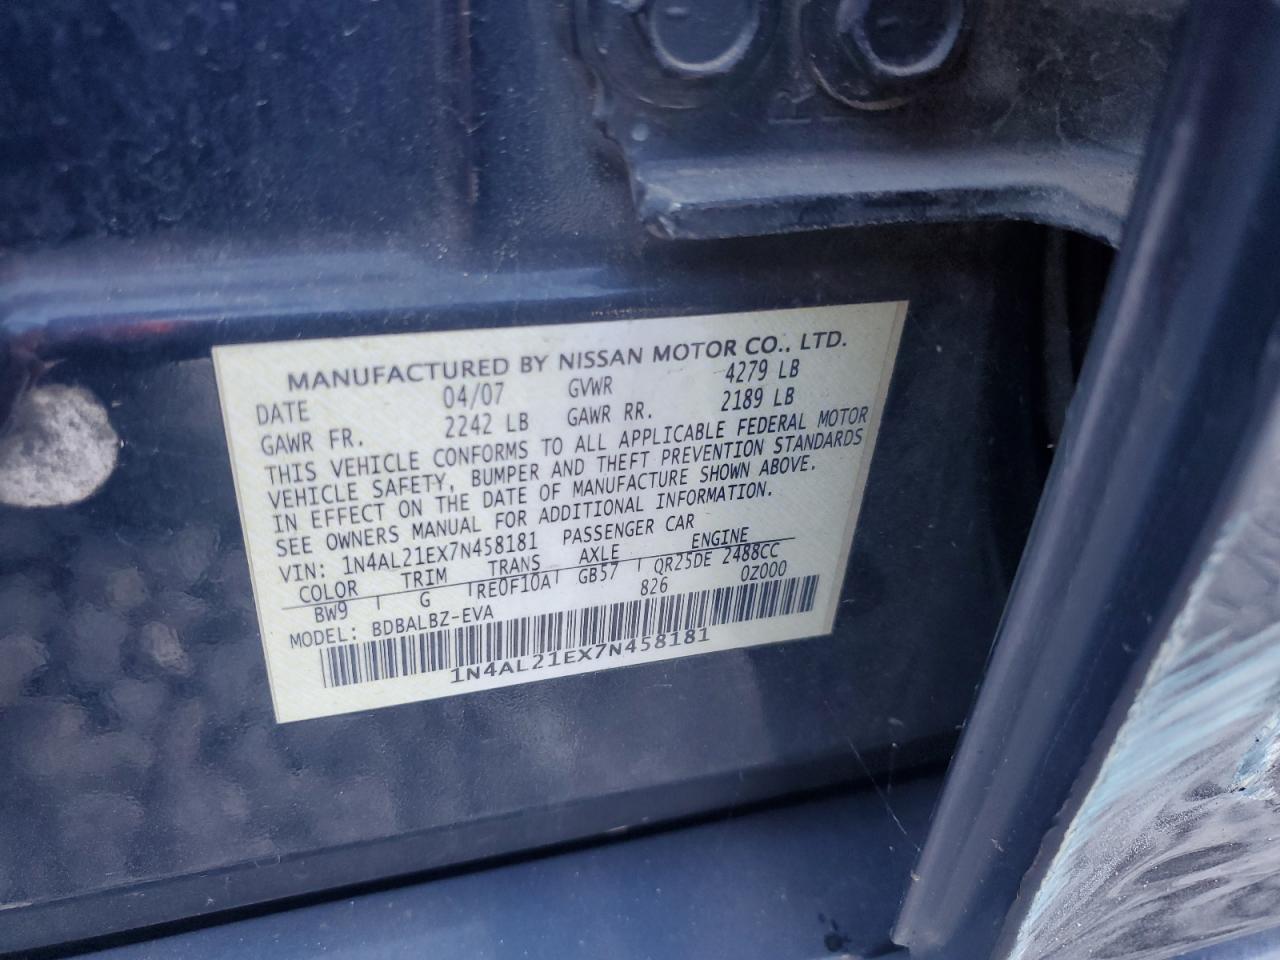 MANUFACTURED BY NISSAN MOTOR CO., LTD.
DATE 04/07 GVWR 4279 LB
GAWR FR. 2242 LB GAWR RR. 2189 LB
THIS VEHICLE CONFORMS TO ALL APPLICABLE FEDERAL MOTOR
VEHICLE SAFETY, BUMPER AND THEFT PREVENTION STANDARDS
IN EFFECT ON THE DATE OF MANUFACTURE SHOWN ABOVE.
SEE OWNERS MANUAL FOR ADDITIONAL INFORMATION.
VIN: 1N4AL21EX7N458181 PASSENGER CAR
COLOR TRIM TRANS AXLE ENGINE
BW9 G RE0F10A GB57 QR25DE 2488CC
MODEL: BDBALBZ-EVA 826 0Z000
1N4AL21EX7N458181